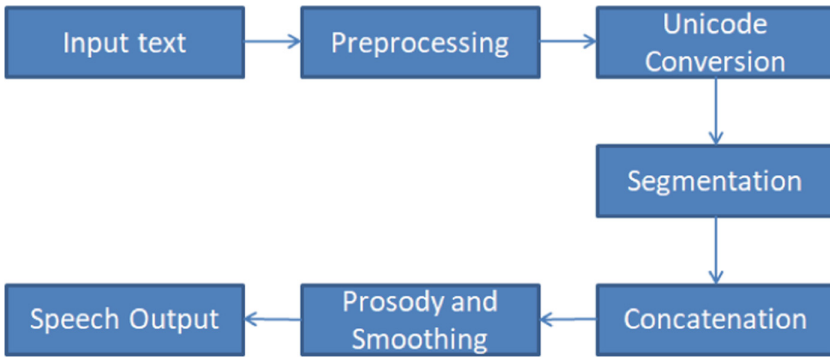 Input text
Preprocessing
Unicode
Conversion
Segmentation
Concatenation
Prosody and
Smoothing
Speech Output